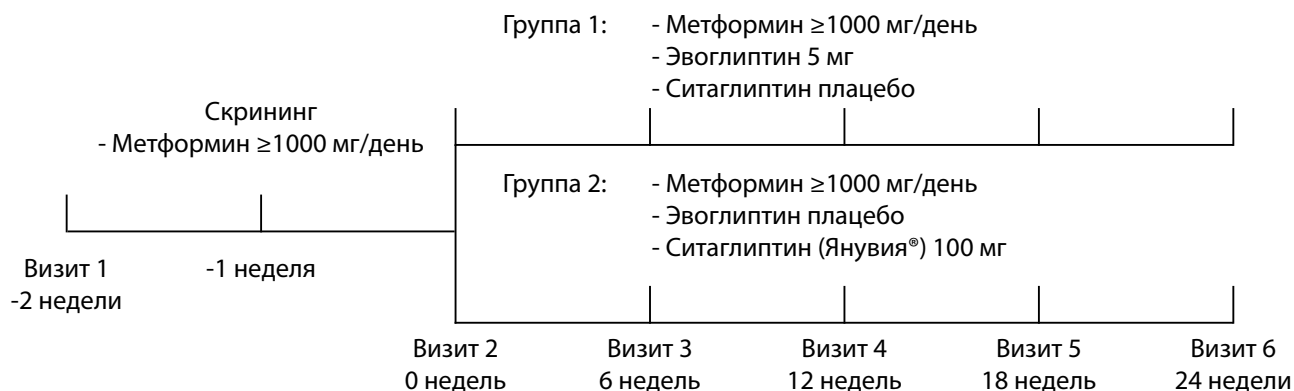 Группа 1: - Метформин ≥1000 мг/день
- Эвоглиптин 5 мг
- Ситаглиптин плацебо
Скрининг
- Метформин ≥1000 мг/день
Группа 2: - Метформин ≥1000 мг/день
- Эвоглиптин плацебо
- Ситаглиптин (Янувия®) 100 мг
Визит 1 -1 неделя
-2 недели
Визит 2 Визит 3 Визит 4 Визит 5 Визит 6
0 недель 6 недель 12 недель 18 недель 24 недели